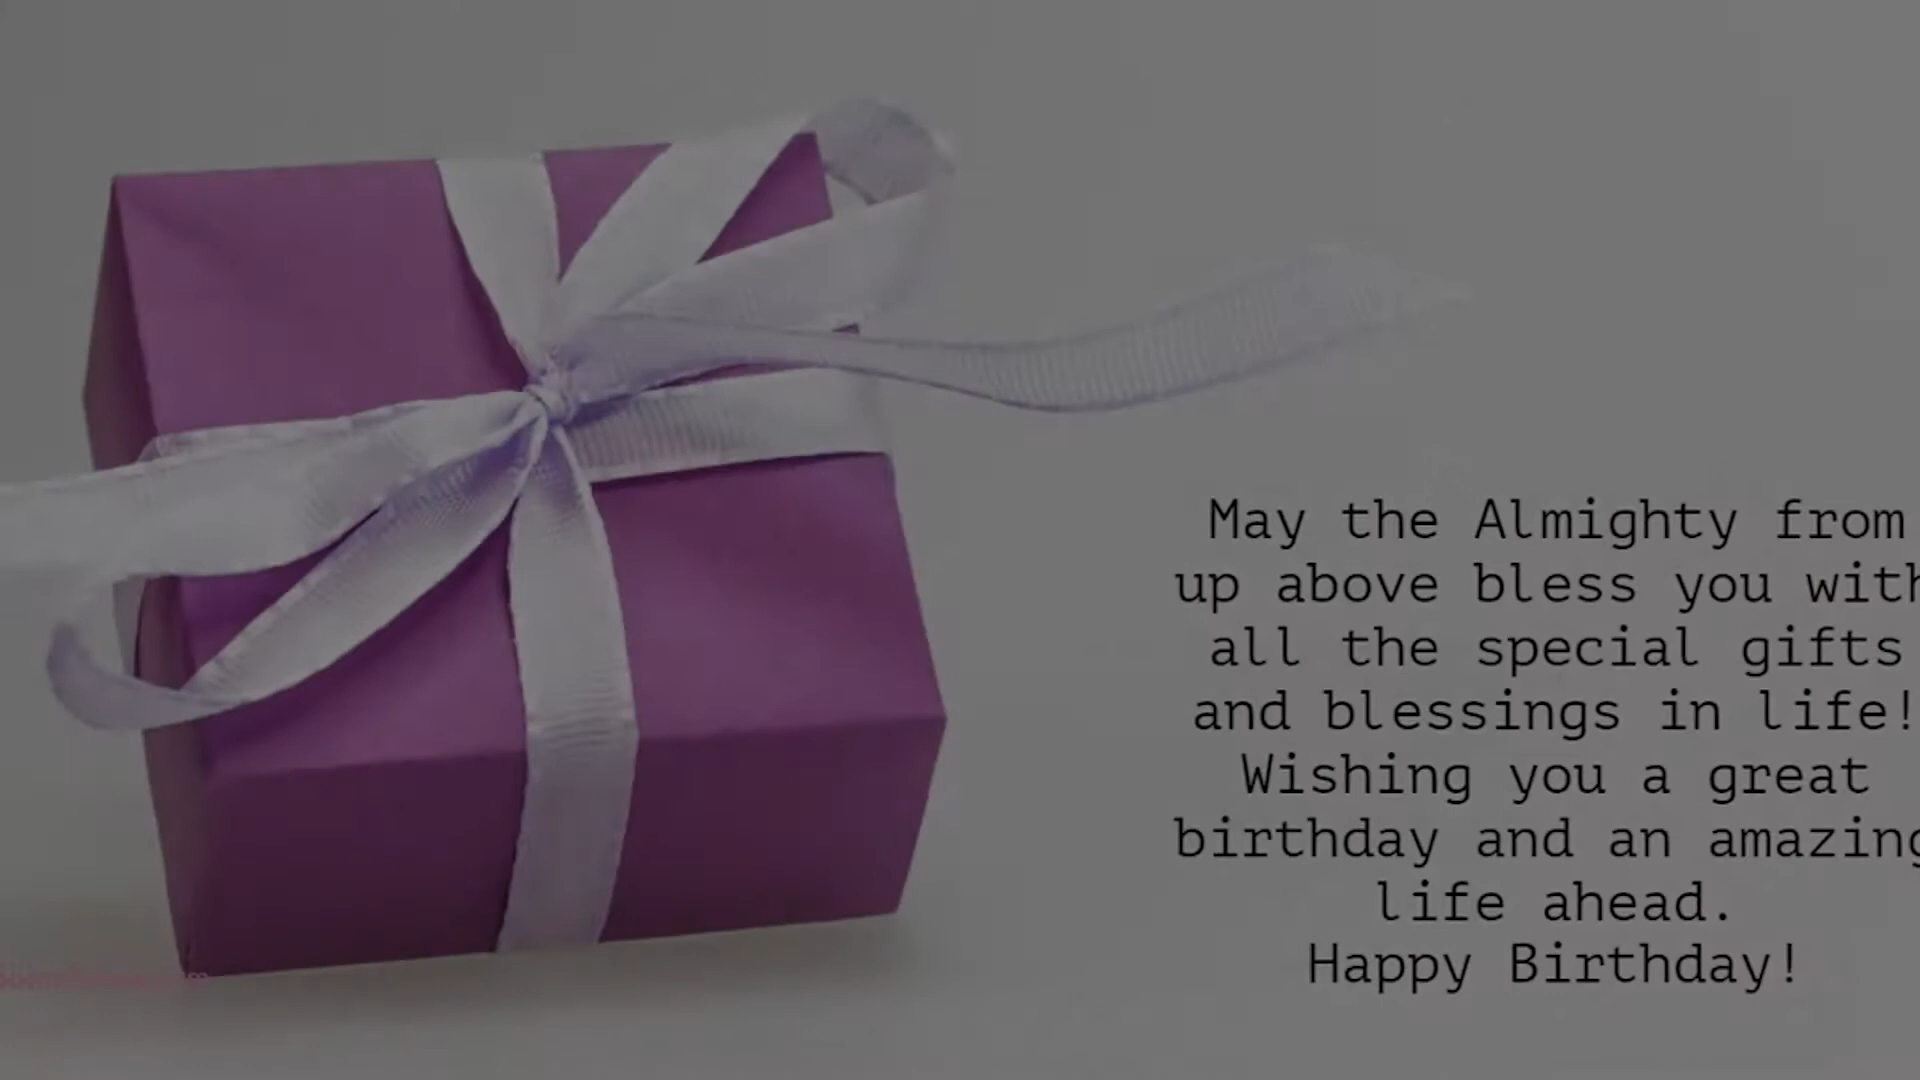 May the Almighty from
up above bless you with
all the special gifts
and blessings in life!
Wishing you a great
birthday and an amazing
life ahead.
Happy Birthday!